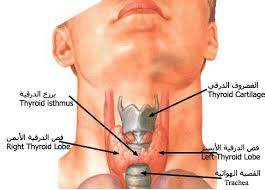 الغضروف الدرقي
Thyroid Cartilage
برزخ الدرقية
Thyroid isthmus
فص الدرقية الأيمن
Right Thyroid Lobe
فص الدرقية الأيسر
Left Thyroid Lobe
القصبة الهوائية
Trachea